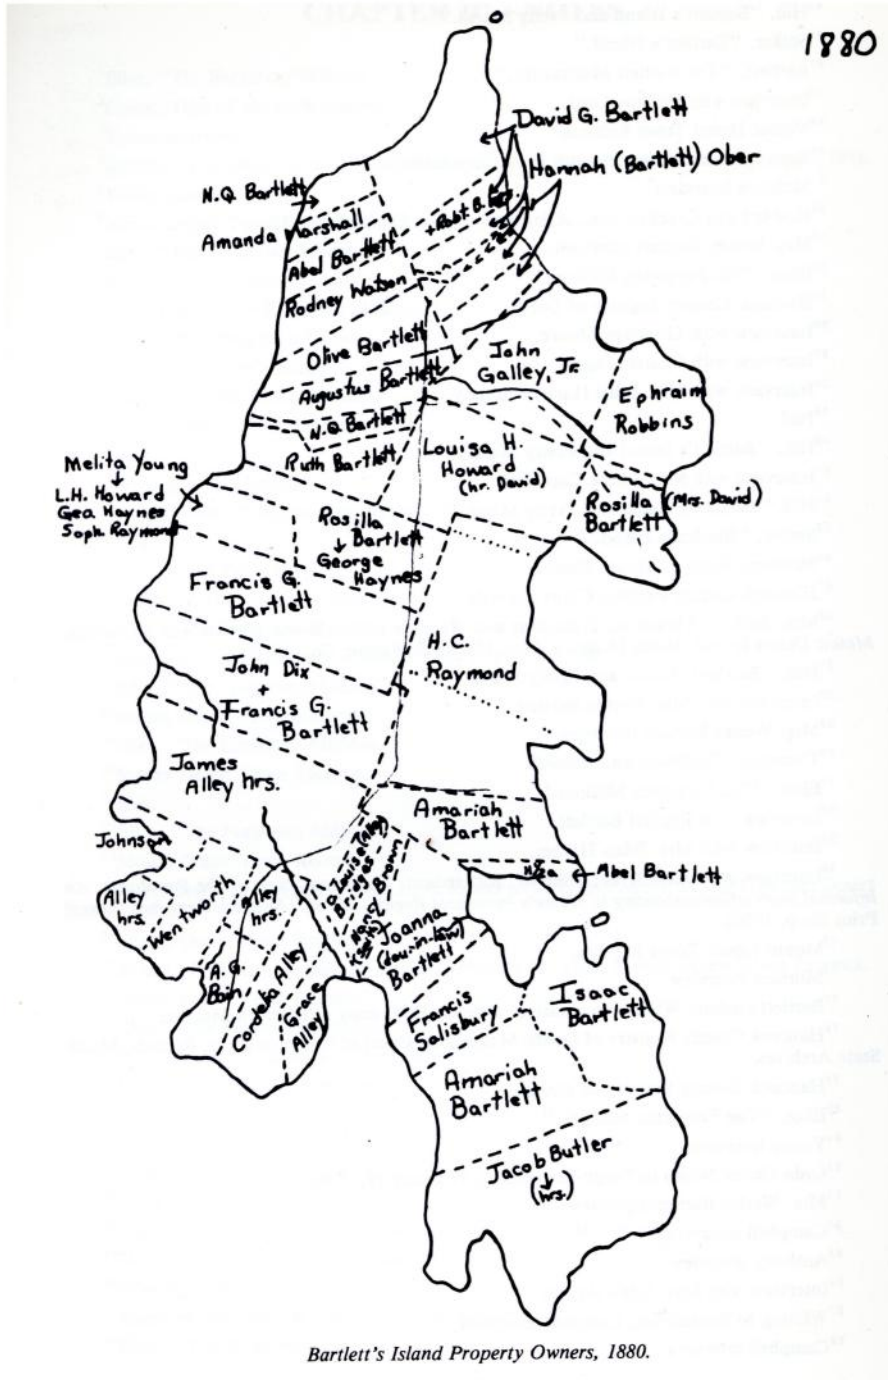 1880
David G. Bartlett
Hannah (Bartlett) Ober
N.Q. Bartlett
Amanda Marshall
+ Robt. B.
Abel Bartlett
Rodney Watson
Olive Bartlett
John
Galley, Jr.
Augustus Bartlett
Ephraim
Robbins
N.Q. Bartlett
Ruth Bartlett
Louisa H.
Howard
(hr. David)
Melita Young
↓
L.H. Howard
Geo. Haynes
Soph. Raymond
Rosilla (Mrs. David)
Bartlett
Rosilla
Bartlett
↓
George
Haynes
Francis G.
Bartlett
H.C.
Raymond
John Dix
+
Francis G.
Bartlett
James
Alley hrs.
Amariah
Bartlett
Johnson
Louisa (Alley)
Bridges
Nancy Brown
Abel Bartlett
Alley
hrs.
Wentworth
Alley
hrs.
Joanna
(dau-in-law)
Bartlett
A.G.
Bain
Cordelia Alley
Grace
Alley
Francis
Salisbury
Isaac
Bartlett
Amariah
Bartlett
Jacob Butler
(↓
hrs.)
Bartlett's Island Property Owners, 1880.